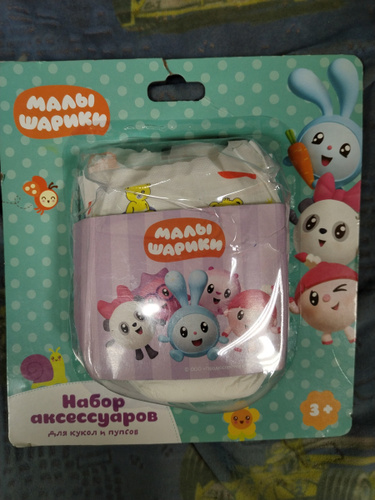 МАЛЫ
ШАРИКИ
МАЛЫ
ШАРИКИ
Набор
аксессуаров
для кукол и пупсов
3+